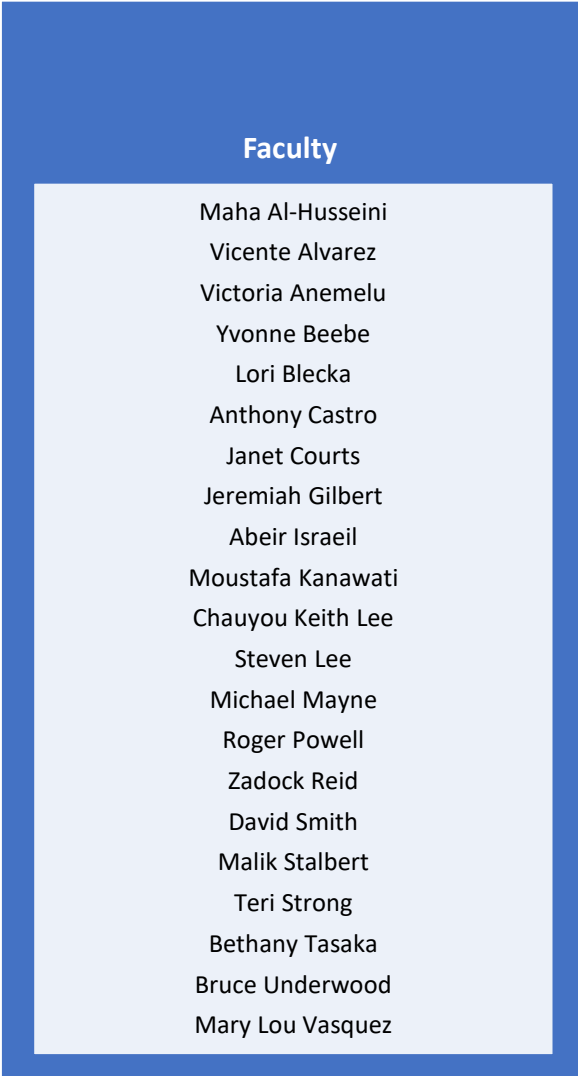 Faculty
Maha Al-Husseini
Vicente Alvarez
Victoria Anemelu
Yvonne Beebe
Lori Blecka
Anthony Castro
Janet Courts
Jeremiah Gilbert
Abeir Israeil
Moustafa Kanawati
Chauyou Keith Lee
Steven Lee
Michael Mayne
Roger Powell
Zadock Reid
David Smith
Malik Stalbert
Teri Strong
Bethany Tasaka
Bruce Underwood
Mary Lou Vasquez